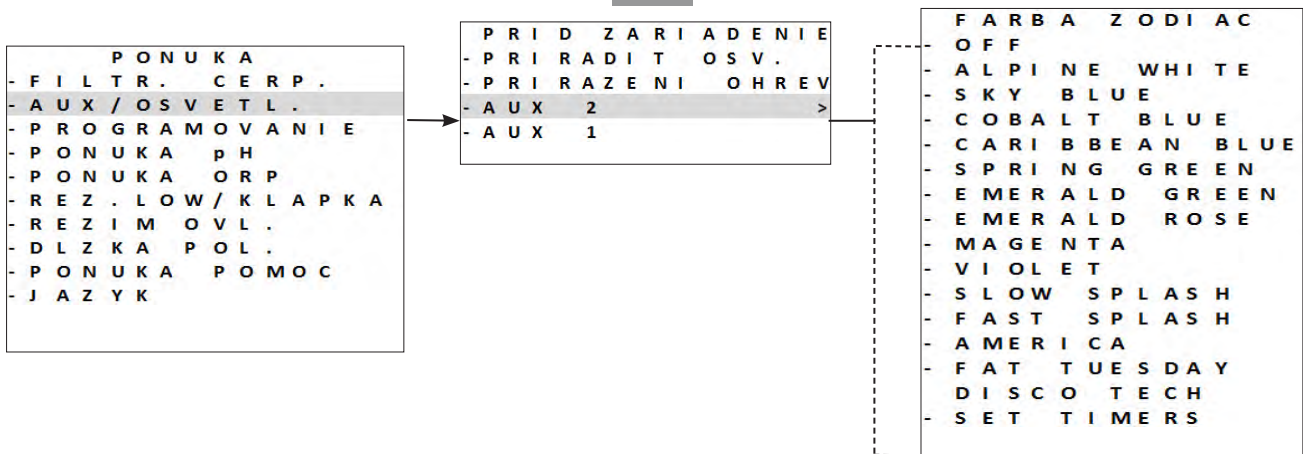 PONUKA
- FILTR. CERP.
- AUX/OSVETL.
- PROGRAMOVANIE
- PONUKA pH
- PONUKA ORP
- REZ.LOW/KLAPKA
- REZIM OVL.
- DLZKA POL.
- PONUKA POMOC
- JAZYK
PRID ZARIADENIE
- PRIRADIT OSV.
- PRIRAZENI OHREV
- AUX 2 >
- AUX 1
FARBA ZODIAC
- OFF
- ALPINE WHITE
- SKY BLUE
- COBALT BLUE
- CARIBBEAN BLUE
- SPRING GREEN
- EMERALD GREEN
- EMERALD ROSE
- MAGENTA
- VIOLET
- SLOW SPLASH
- FAST SPLASH
- AMERICA
- FAT TUESDAY
DISCO TECH
- SET TIMERS